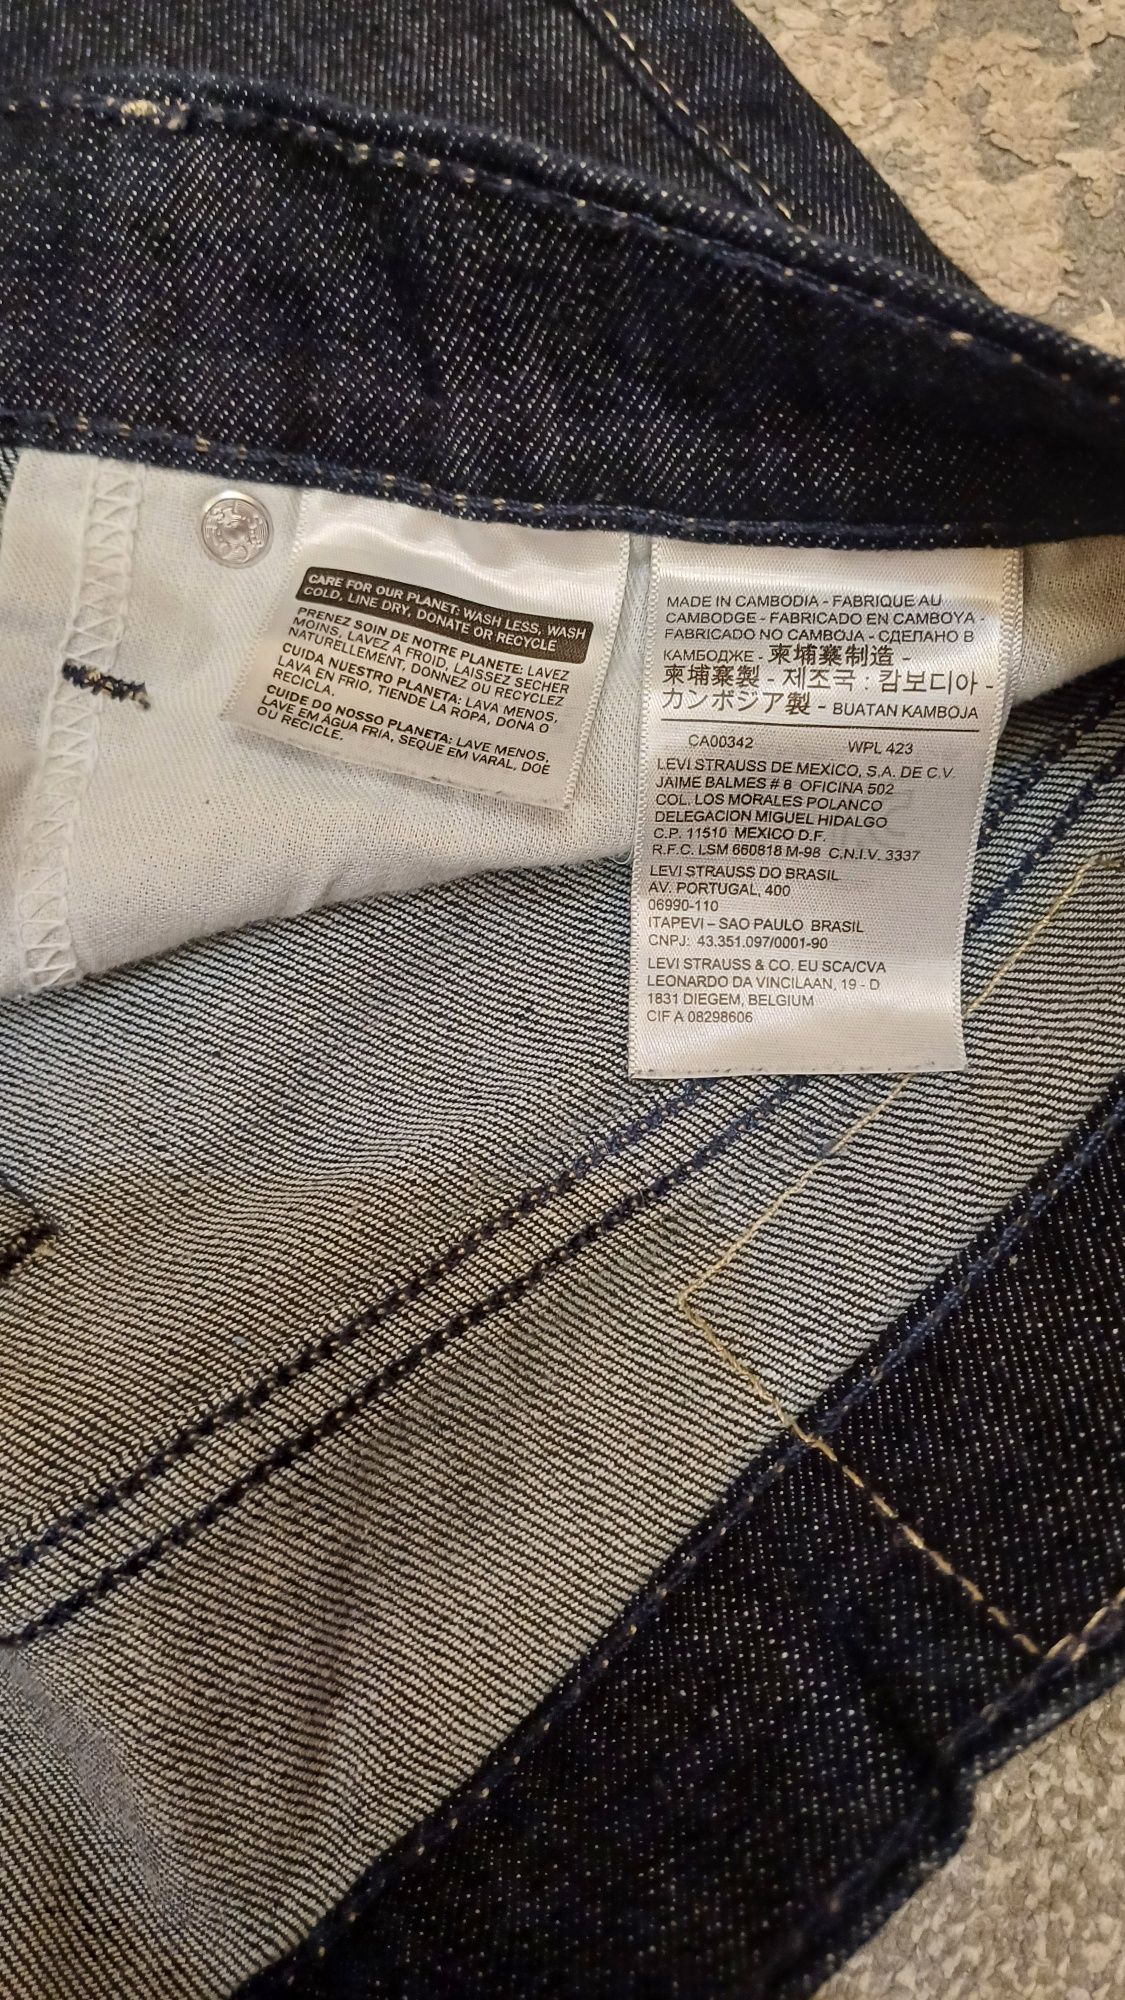 CARE FOR OUR PLANET: WASH LESS, WASH
COLD, LINE DRY, DONATE OR RECYCLE
PRENEZ SOIN DE NOTRE PLANETE: LAVEZ
MOINS, LAVEZ A FROID, LAISSEZ SECHER
NATURELLEMENT, DONNEZ OU RECYCLEZ
CUIDA NUESTRO PLANETA: LAVA MENOS,
LAVA EN FRIO, TIENDE LA ROPA, DONA O
RECICLA.
CUIDE DO NOSSO PLANETA: LAVE MENOS,
LAVE EM ÁGUA FRIA, SEQUE EM VARAL, DOE
OU RECICLE.
MADE IN CAMBODIA - FABRIQUE AU
CAMBODGE - FABRICADO EN CAMBOYA -
FABRICADO NO CAMBOJA - СДЕЛАНО В
КАМБОДЖЕ - 柬埔寨制造 -
柬埔寨製 - 제조국 : 캄보디아 -
カンボジア製 - BUATAN KAMBOJA
CA00342 WPL 423
LEVI STRAUSS DE MEXICO, S.A. DE C.V.
JAIME BALMES # 8 OFICINA 502
COL. LOS MORALES POLANCO
DELEGACION MIGUEL HIDALGO
C.P. 11510 MEXICO D.F.
R.F.C. LSM 660818 M-98 C.N.I.V. 3337
LEVI STRAUSS DO BRASIL
AV. PORTUGAL, 400
06990-110
ITAPEVI – SAO PAULO BRASIL
CNPJ: 43.351.097/0001-90
LEVI STRAUSS & CO. EU SCA/CVA
LEONARDO DA VINCILAAN, 19 - D
1831 DIEGEM, BELGIUM
CIF A 08298606